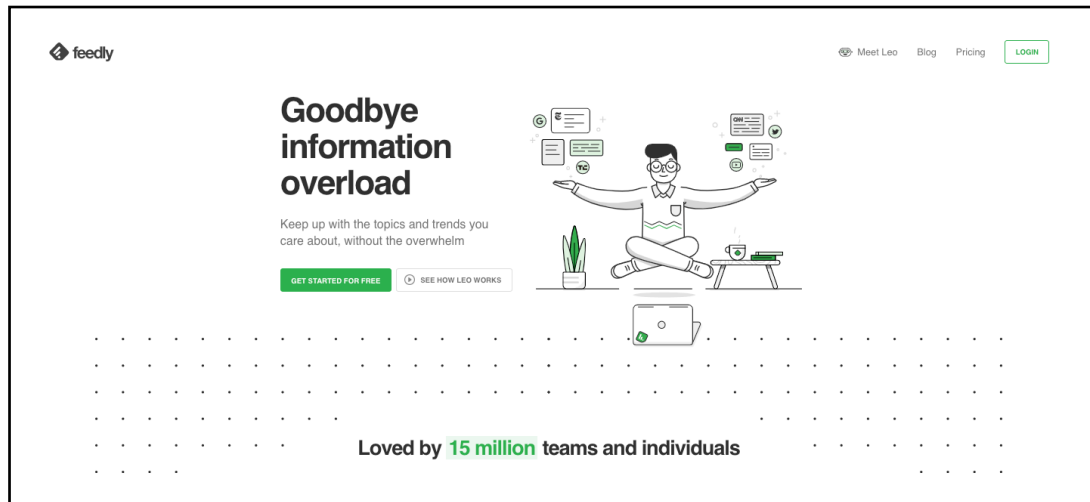 feedly
Meet Leo
Blog
Pricing
LOGIN
Goodbye
information
overload
Keep up with the topics and trends you
care about, without the overwhelm
GET STARTED FOR FREE
SEE HOW LEO WORKS
G
TC
Loved by 15 million teams and individuals